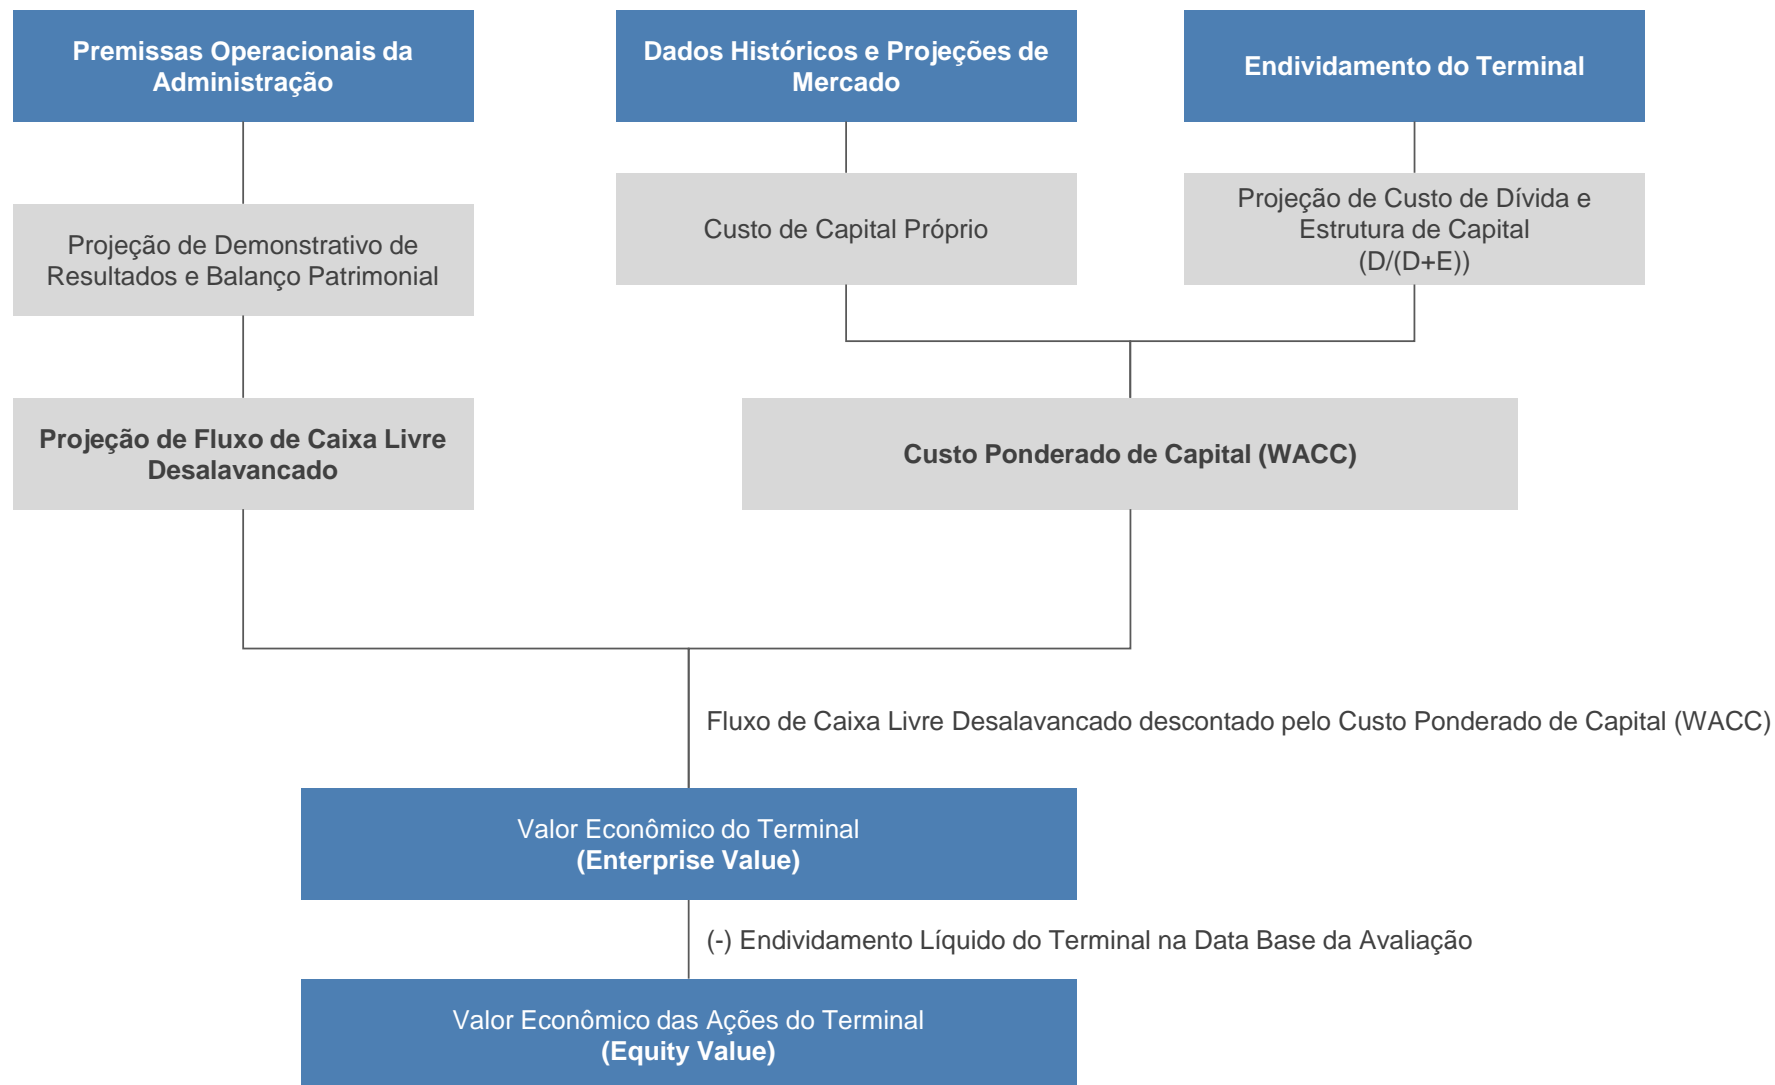 Premissas Operacionais da
Administração
Dados Históricos e Projeções de
Mercado
Endividamento do Terminal
Projeção de Demonstrativo de
Resultados e Balanço Patrimonial
Custo de Capital Próprio
Projeção de Custo de Dívida e
Estrutura de Capital
(D/(D+E))
Projeção de Fluxo de Caixa Livre
Desalavancado
Custo Ponderado de Capital (WACC)
Fluxo de Caixa Livre Desalavancado descontado pelo Custo Ponderado de Capital (WACC)
Valor Econômico do Terminal
(Enterprise Value)
(-) Endividamento Líquido do Terminal na Data Base da Avaliação
Valor Econômico das Ações do Terminal
(Equity Value)